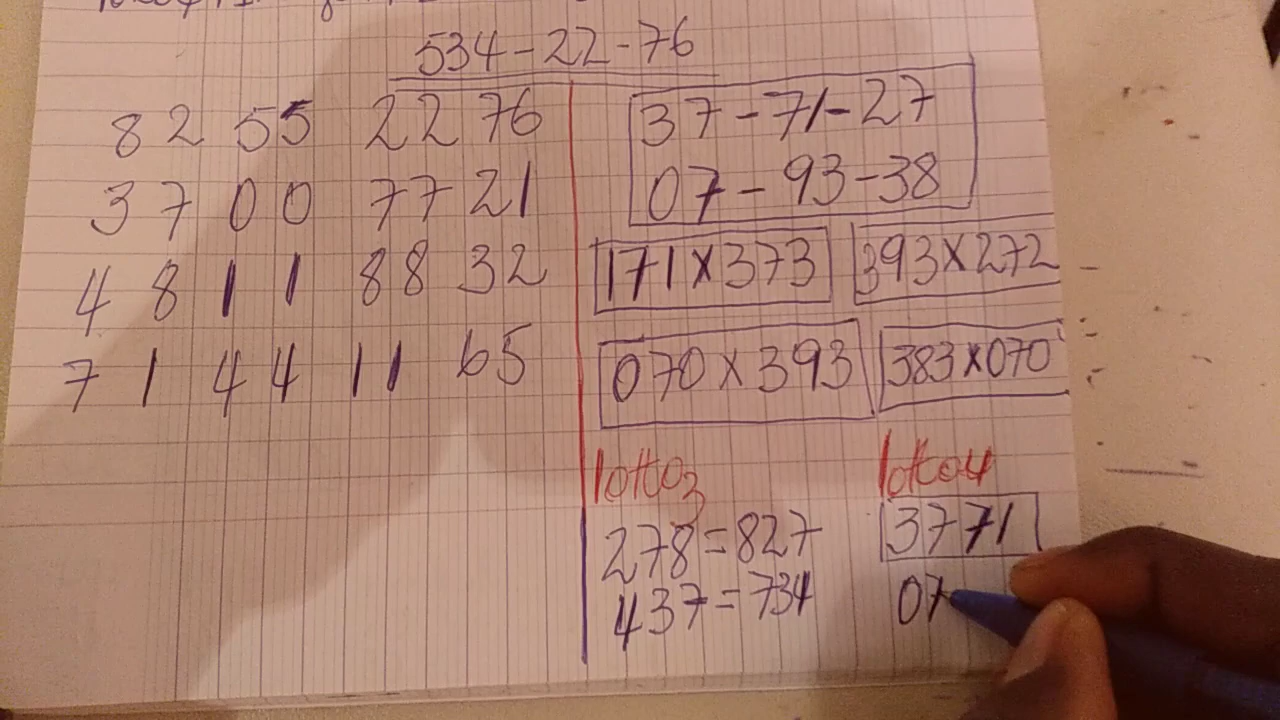 534-22-76
82 55 22 76
37 00 77 21
48 11 88 32
71 44 11 65
37-71-27
07-93-38
171x373
393x272
070x393
383x070
lotto3
278=827
437=734
lotto4
3771
07